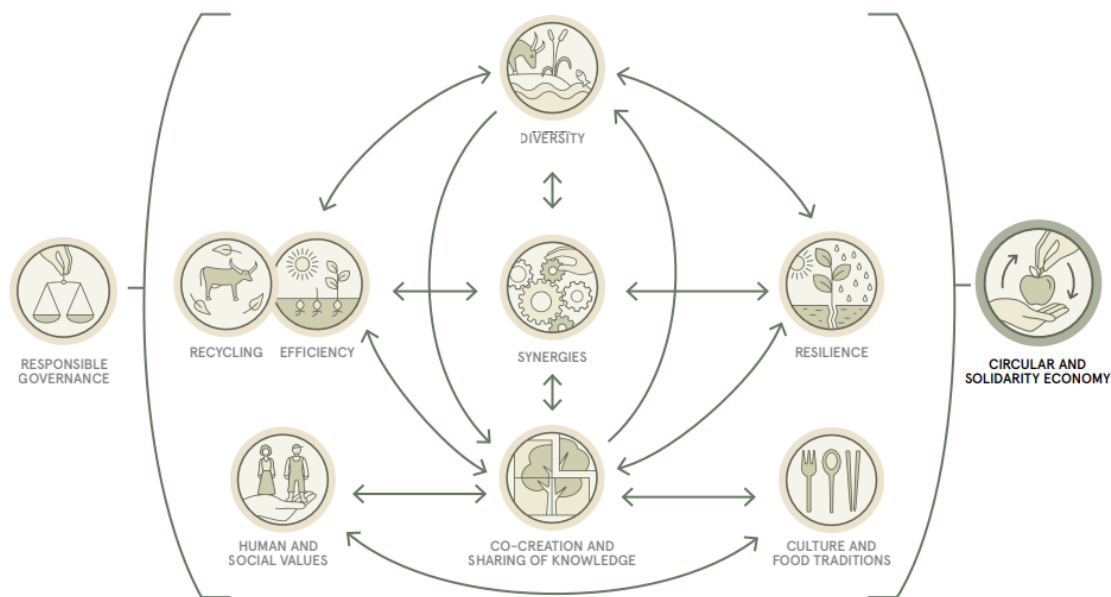 DIVERSITY
RESPONSIBLE
GOVERNANCE
RECYCLING
EFFICIENCY
SYNERGIES
RESILIENCE
CIRCULAR AND
SOLIDARITY ECONOMY
HUMAN AND
SOCIAL VALUES
CO-CREATION AND
SHARING OF KNOWLEDGE
CULTURE AND
FOOD TRADITIONS